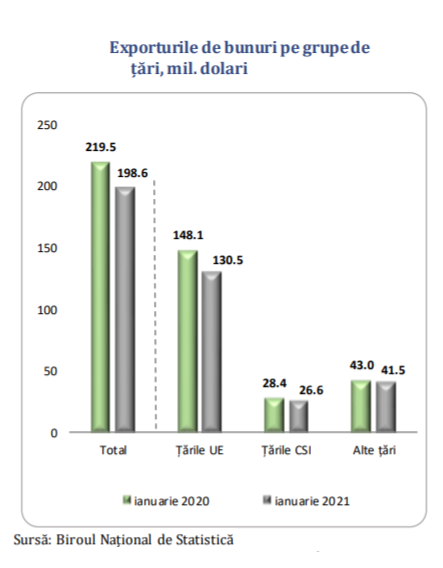 Exporturile de bunuri pe grupe de
țări, mil. dolari
250
200
150
100
50
0
219.5
198.6
148.1
130.5
28.4
26.6
43.0
41.5
Total
Țările UE
Țările CSI
Alte țări
ianuarie 2020
ianuarie 2021
Sursă: Biroul Național de Statistică